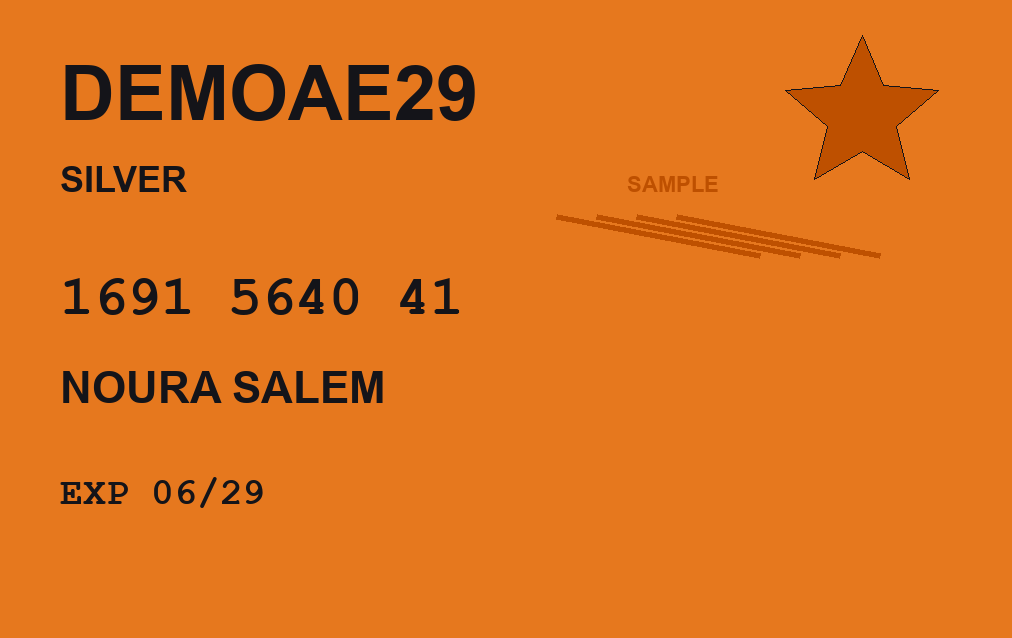 DEMOAE29
SILVER
SAMPLE
1691 5640 41
NOURA SALEM
EXP 06/29